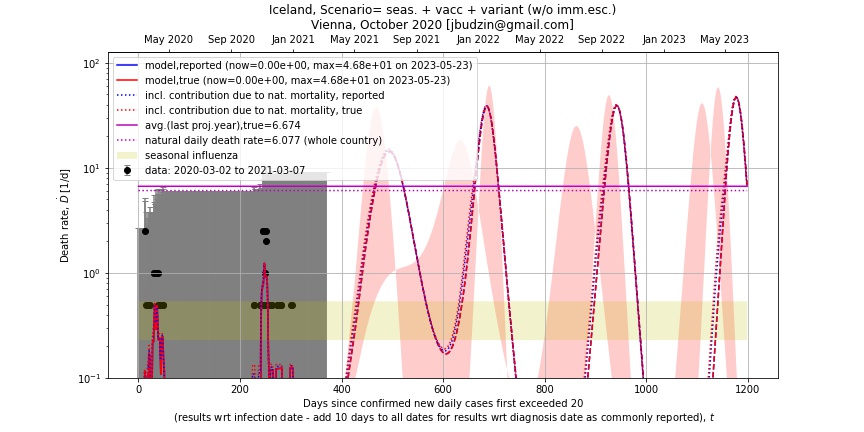 Iceland, Scenario= seas. + vacc + variant (w/o imm.esc.)
Vienna, October 2020 [jbudzin@gmail.com]
May 2020 Sep 2020 Jan 2021 May 2021 Sep 2021 Jan 2022 May 2022 Sep 2022 Jan 2023 May 2023
model,reported (now=0.00e+00, max=4.68e+01 on 2023-05-23)
model,true (now=0.00e+00, max=4.68e+01 on 2023-05-23)
incl. contribution due to nat. mortality, reported
incl. contribution due to nat. mortality, true
avg.(last proj.year),true=6.674
natural daily death rate=6.077 (whole country)
seasonal influenza
data: 2020-03-02 to 2021-03-07
Death rate, Ḋ [1/d]
10²
10¹
10⁰
10⁻¹
0 200 400 600 800 1000 1200
Days since confirmed new daily cases first exceeded 20
(results wrt infection date - add 10 days to all dates for results wrt diagnosis date as commonly reported), t